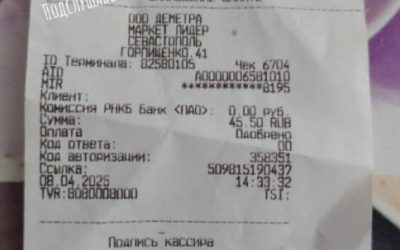 Подслушано
ООО ДЕМЕТРА
МАРКЕТ ЛИДЕР
СЕВАСТОПОЛЬ
ГОРПИЩЕНКО,41
ID Терминала: 82580105 Чек 6704
AID A0000006581010
MIR ************8195
Клиент:
Комиссия РНКБ Банк <ПАО>: 0.00 руб.
Сумма: 45.50 RUB
Оплата Одобрено
Код ответа: 00
Код авторизации: 358351
Ссылка: 509815190437
08.04.2025 14:33:32
TVR:8080008000 TSI:
Подпись кассира